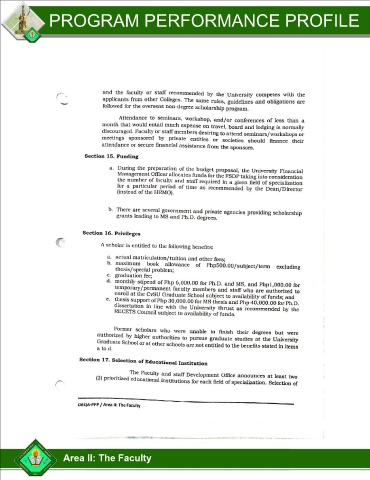 PROGRAM PERFORMANCE PROFILE
and the faculty or staff recommended by the University competes with the
applicants from other Colleges. The same rules, guidelines and obligations are
followed for the overseas non-degree scholarship program.
Attendance to seminars, workshop, and/or conferences of less than a
month that would entail much expense on travel, board and lodging is normally
discouraged. Faculty or staff members desiring to attend seminars/workshops or
meetings sponsored by private entities or societies should finance their
attendance or secure financial assistance from the sponsors.
Section 15. Funding
a. During the preparation of the budget proposal, the University Financial
Management Officer allocates funds for the FSDP taking into consideration
the number of faculty and staff required in a given field of specialization
for a particular period of time as recommended by the Dean/Director
(instead of the HRMO).
b. There are several government and private agencies providing scholarship
grants leading to MS and Ph.D. degrees.
Section 16. Privileges
A scholar is entitled to the following benefits:
a. actual matriculation/tuition and other fees;
b. maximum book allowance of Php500.00/subject/term excluding
thesis/special problem;
c. graduation fee;
d. monthly stipend of Php 6,000.00 for Ph.D. and MS, and Php1,000.00 for
temporary/permanent faculty members and staff who are authorized to
enroll at the CvSU Graduate School subject to availability of funds; and
e. thesis support of Php 30,000.00 for MS thesis and Php 40,000.00 for Ph.D.
dissertation in line with the University thrust as recommended by the
RECETS Council subject to availability of funds.
Former scholars who were unable to finish their degrees but were
authorized by higher authorities to pursue graduate studies at the University
Graduate School or at other schools are not entitled to the benefits stated in items
a to d.
Section 17. Selection of Educational Institution
The Faculty and staff Development Office announces at least two
(2) prioritized educational institutions for each field of specialization. Selection of
/ Area II: The Faculty
Area II: The Faculty